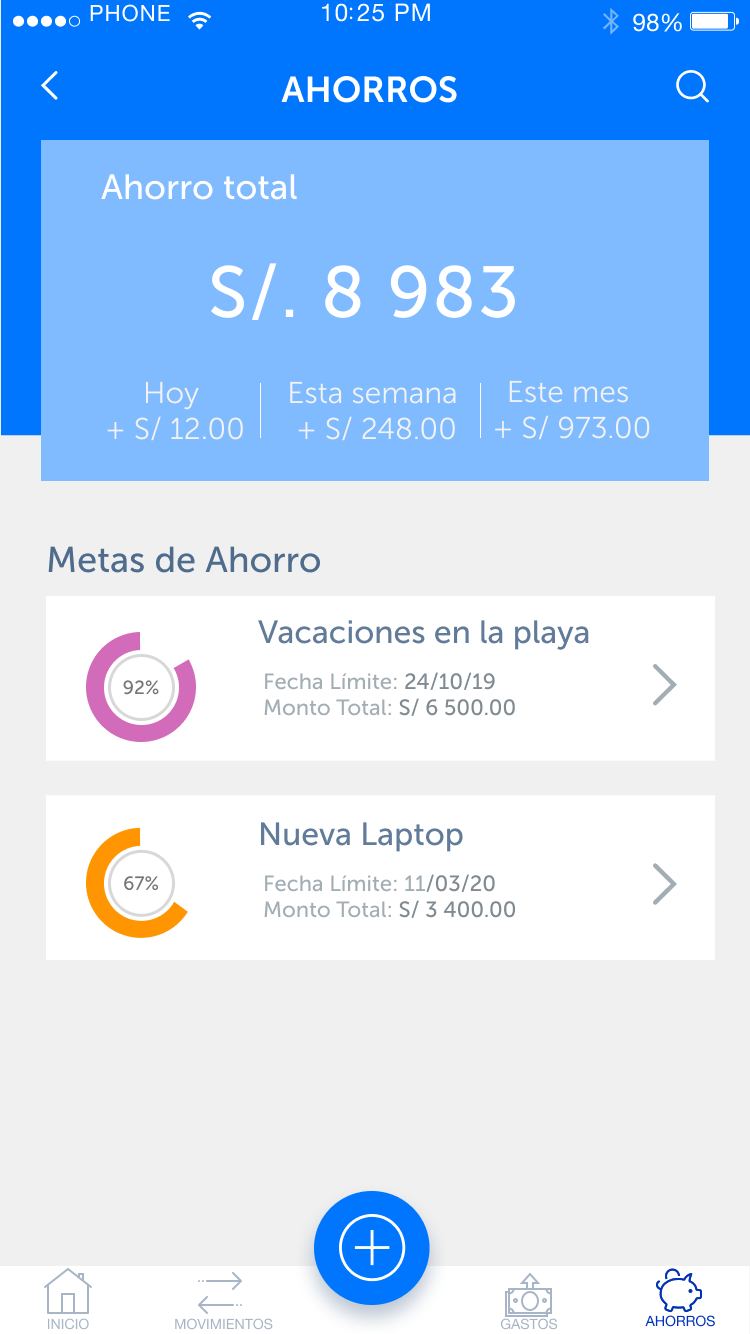 PHONE 10:25 PM 98%
AHORROS
Ahorro total
S/. 8 983
Hoy Esta semana Este mes
+ S/ 12.00 + S/ 248.00 + S/ 973.00
Metas de Ahorro
Vacaciones en la playa
92%
Fecha Límite: 24/10/19
Monto Total: S/ 6 500.00
Nueva Laptop
67%
Fecha Límite: 11/03/20
Monto Total: S/ 3 400.00
INICIO MOVIMIENTOS GASTOS AHORROS